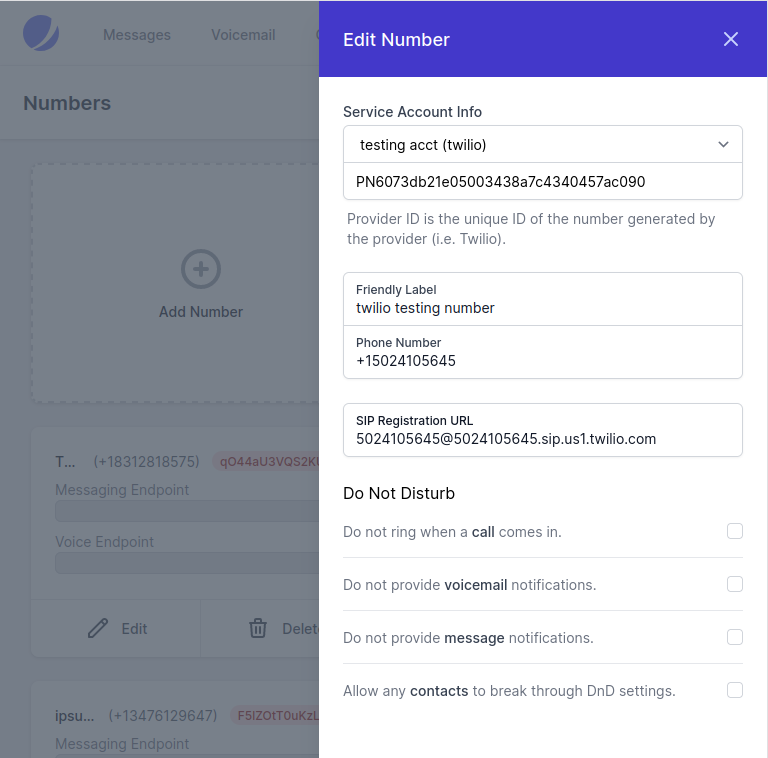 Messages
Voicemail
Numbers
Add Number
T... (+18312818575)
Messaging Endpoint
Voice Endpoint
Edit
Delete
ipsu... (+13476129647)
Messaging Endpoint
Edit Number
Service Account Info
testing acct (twilio)
PN6073db21e05003438a7c4340457ac090
Provider ID is the unique ID of the number generated by
the provider (i.e. Twilio).
Friendly Label
twilio testing number
Phone Number
+15024105645
SIP Registration URL
5024105645@5024105645.sip.us1.twilio.com
Do Not Disturb
Do not ring when a call comes in.
Do not provide voicemail notifications.
Do not provide message notifications.
Allow any contacts to break through DnD settings.